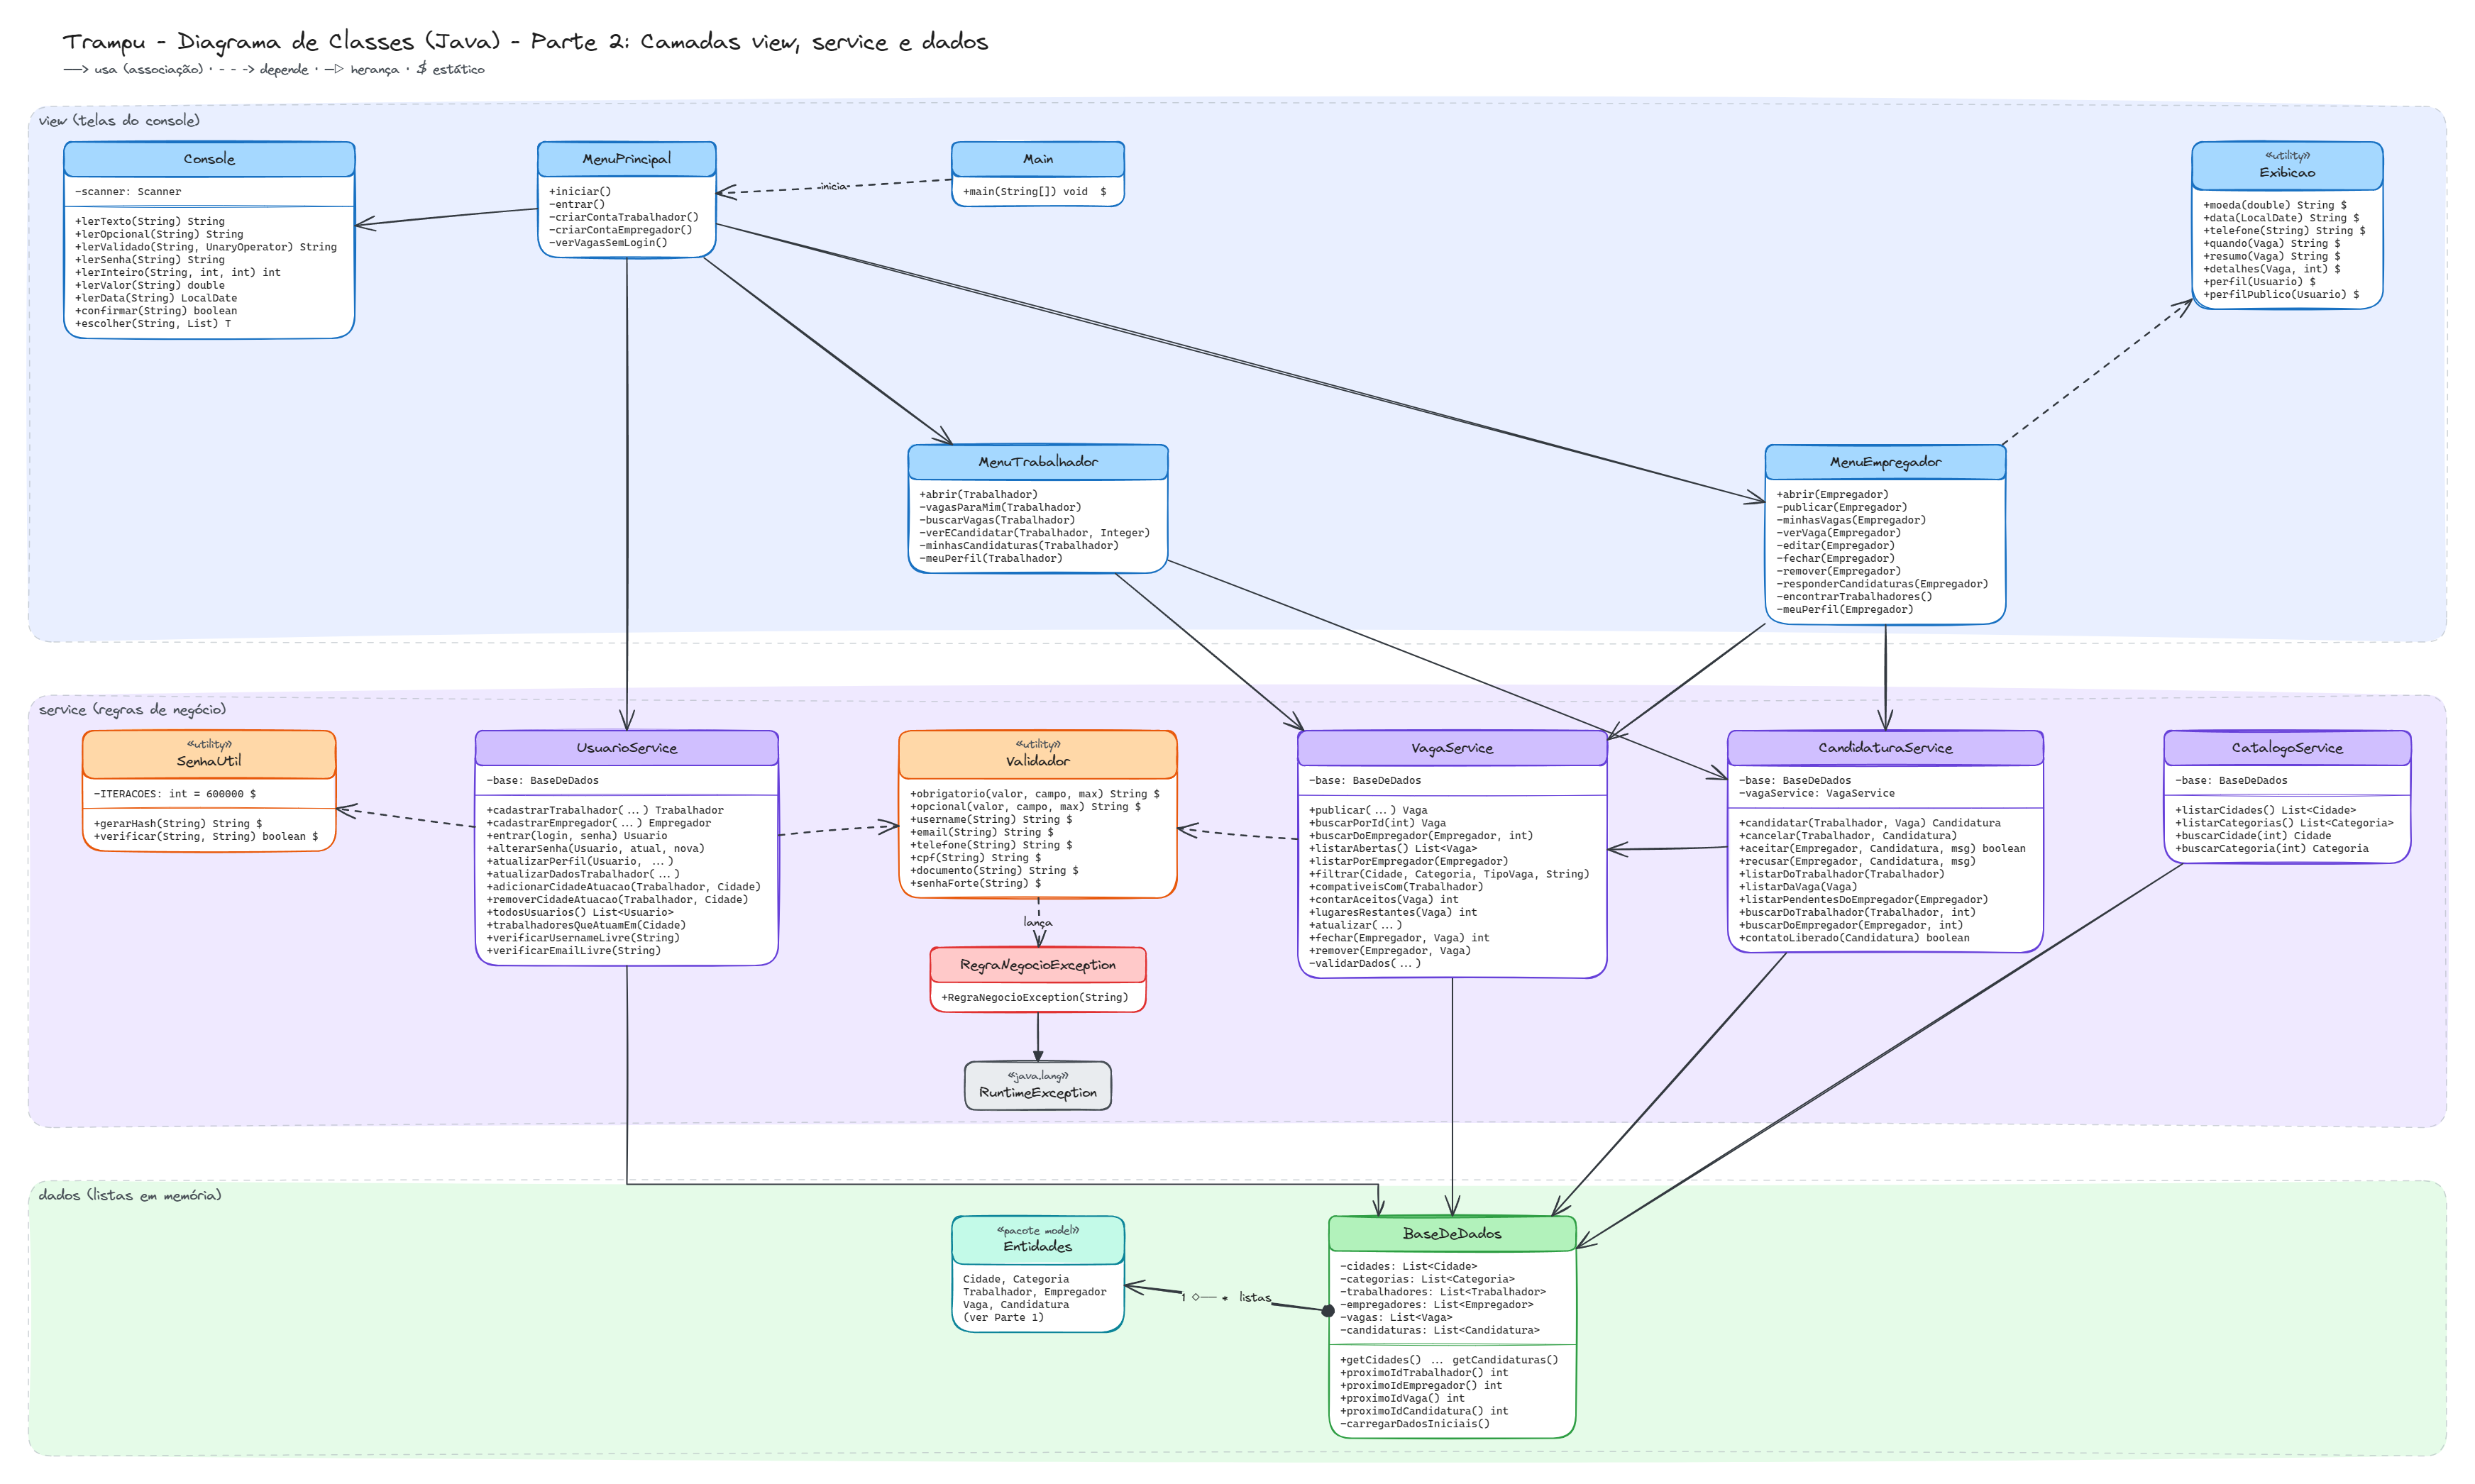 Trampu - Diagrama de Classes (Java) - Parte 2: Camadas view, service e dados
──> usa (associação) · - - -> depende · ─▷ herança · $ estático
view (telas do console)
Console
-scanner: Scanner
+lerTexto(String) String
+lerOpcional(String) String
+lerValidado(String, UnaryOperator) String
+lerSenha(String) String
+lerInteiro(String, int, int) int
+lerValor(String) double
+lerData(String) LocalDate
+confirmar(String) boolean
+escolher(String, List) T
MenuPrincipal
+iniciar()
-entrar()
-criarContaTrabalhador()
-criarContaEmpregador()
-verVagasSemLogin()
inicia
Main
+main(String[]) void $
«utility»
Exibicao
+moeda(double) String $
+data(LocalDate) String $
+telefone(String) String $
+quando(Vaga) String $
+resumo(Vaga) String $
+detalhes(Vaga, int) $
+perfil(Usuario) $
+perfilPublico(Usuario) $
MenuTrabalhador
+abrir(Trabalhador)
-vagasParaMim(Trabalhador)
-buscarVagas(Trabalhador)
-verECandidatar(Trabalhador, Integer)
-minhasCandidaturas(Trabalhador)
-meuPerfil(Trabalhador)
MenuEmpregador
+abrir(Empregador)
-publicar(Empregador)
-minhasVagas(Empregador)
-verVaga(Empregador)
-editar(Empregador)
-fechar(Empregador)
-remover(Empregador)
-responderCandidaturas(Empregador)
-encontrarTrabalhadores()
-meuPerfil(Empregador)
service (regras de negócio)
«utility»
SenhaUtil
-ITERACOES: int = 600000 $
+gerarHash(String) String $
+verificar(String, String) boolean $
UsuarioService
-base: BaseDeDados
+cadastrarTrabalhador(...) Trabalhador
+cadastrarEmpregador(...) Empregador
+entrar(login, senha) Usuario
+alterarSenha(Usuario, atual, nova)
+atualizarPerfil(Usuario, ...)
+atualizarDadosTrabalhador(...)
+adicionarCidadeAtuacao(Trabalhador, Cidade)
+removerCidadeAtuacao(Trabalhador, Cidade)
+todosUsuarios() List<Usuario>
+trabalhadoresQueAtuamEm(Cidade)
+verificarUsernameLivre(String)
+verificarEmailLivre(String)
«utility»
Validador
+obrigatorio(valor, campo, max) String $
+opcional(valor, campo, max) String $
+username(String) String $
+email(String) String $
+telefone(String) String $
+cpf(String) String $
+documento(String) String $
+senhaForte(String) $
lança
RegraNegocioException
+RegraNegocioException(String)
«java.lang»
RuntimeException
VagaService
-base: BaseDeDados
+publicar(...) Vaga
+buscarPorId(int) Vaga
+buscarDoEmpregador(Empregador, int)
+listarAbertas() List<Vaga>
+listarPorEmpregador(Empregador)
+filtrar(Cidade, Categoria, TipoVaga, String)
+compativeisCom(Trabalhador)
+contarAceitos(Vaga) int
+lugaresRestantes(Vaga) int
+atualizar(...)
+fechar(Empregador, Vaga) int
+remover(Empregador, Vaga)
-validarDados(...)
CandidaturaService
-base: BaseDeDados
-vagaService: VagaService
+candidatar(Trabalhador, Vaga) Candidatura
+cancelar(Trabalhador, Candidatura)
+aceitar(Empregador, Candidatura, msg) boolean
+recusar(Empregador, Candidatura, msg)
+listarDoTrabalhador(Trabalhador)
+listarDaVaga(Vaga)
+listarPendentesDoEmpregador(Empregador)
+buscarDoTrabalhador(Trabalhador, int)
+buscarDoEmpregador(Empregador, int)
+contatoLiberado(Candidatura) boolean
CatalogoService
-base: BaseDeDados
+listarCidades() List<Cidade>
+listarCategorias() List<Categoria>
+buscarCidade(int) Cidade
+buscarCategoria(int) Categoria
dados (listas em memória)
«pacote model»
Entidades
Cidade, Categoria
Trabalhador, Empregador
Vaga, Candidatura
(ver Parte 1)
1 ◇── * listas
BaseDeDados
-cidades: List<Cidade>
-categorias: List<Categoria>
-trabalhadores: List<Trabalhador>
-empregadores: List<Empregador>
-vagas: List<Vaga>
-candidaturas: List<Candidatura>
+getCidades() ... getCandidaturas()
+proximoIdTrabalhador() int
+proximoIdEmpregador() int
+proximoIdVaga() int
+proximoIdCandidatura() int
-carregarDadosIniciais()